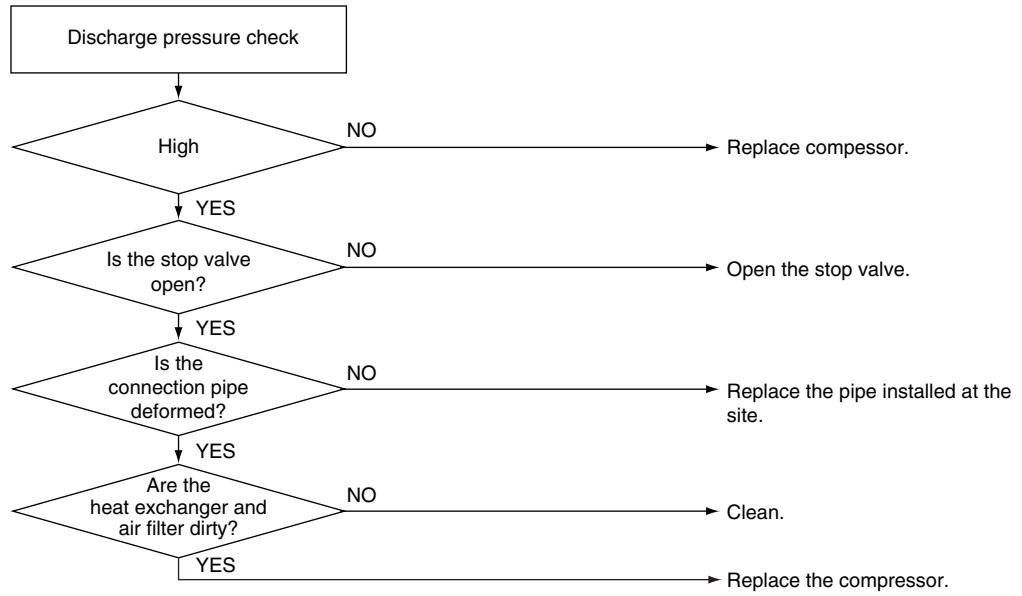 Discharge pressure check
High
NO
Replace compessor.
YES
Is the stop valve
open?
NO
Open the stop valve.
YES
Is the
connection pipe
deformed?
NO
Replace the pipe installed at the
site.
YES
Are the
heat exchanger and
air filter dirty?
NO
Clean.
YES
Replace the compressor.